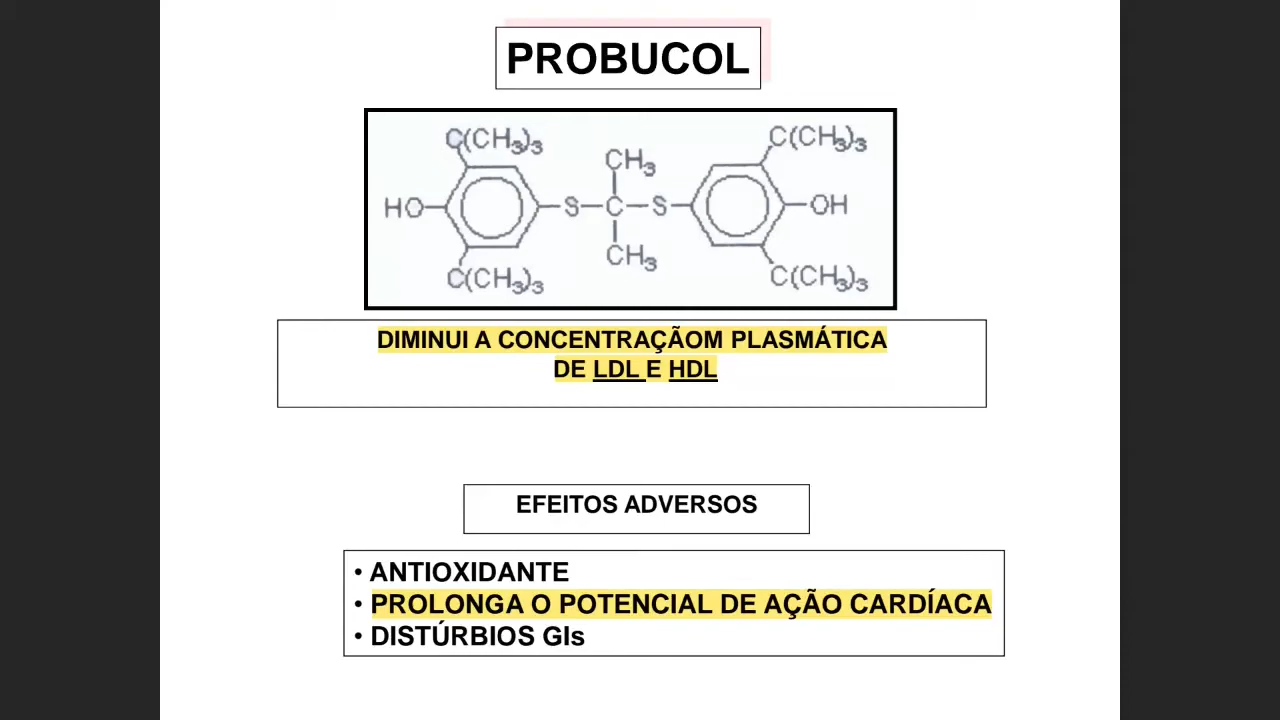 PROBUCOL
C(CH3)3
C(CH3)3
CH3
HO
S
C
S
OH
CH3
C(CH3)3
C(CH3)3
DIMINUI A CONCENTRAÇÃOM PLASMÁTICA
DE LDL E HDL
EFEITOS ADVERSOS
• ANTIOXIDANTE
• PROLONGA O POTENCIAL DE AÇÃO CARDÍACA
• DISTÚRBIOS GIs